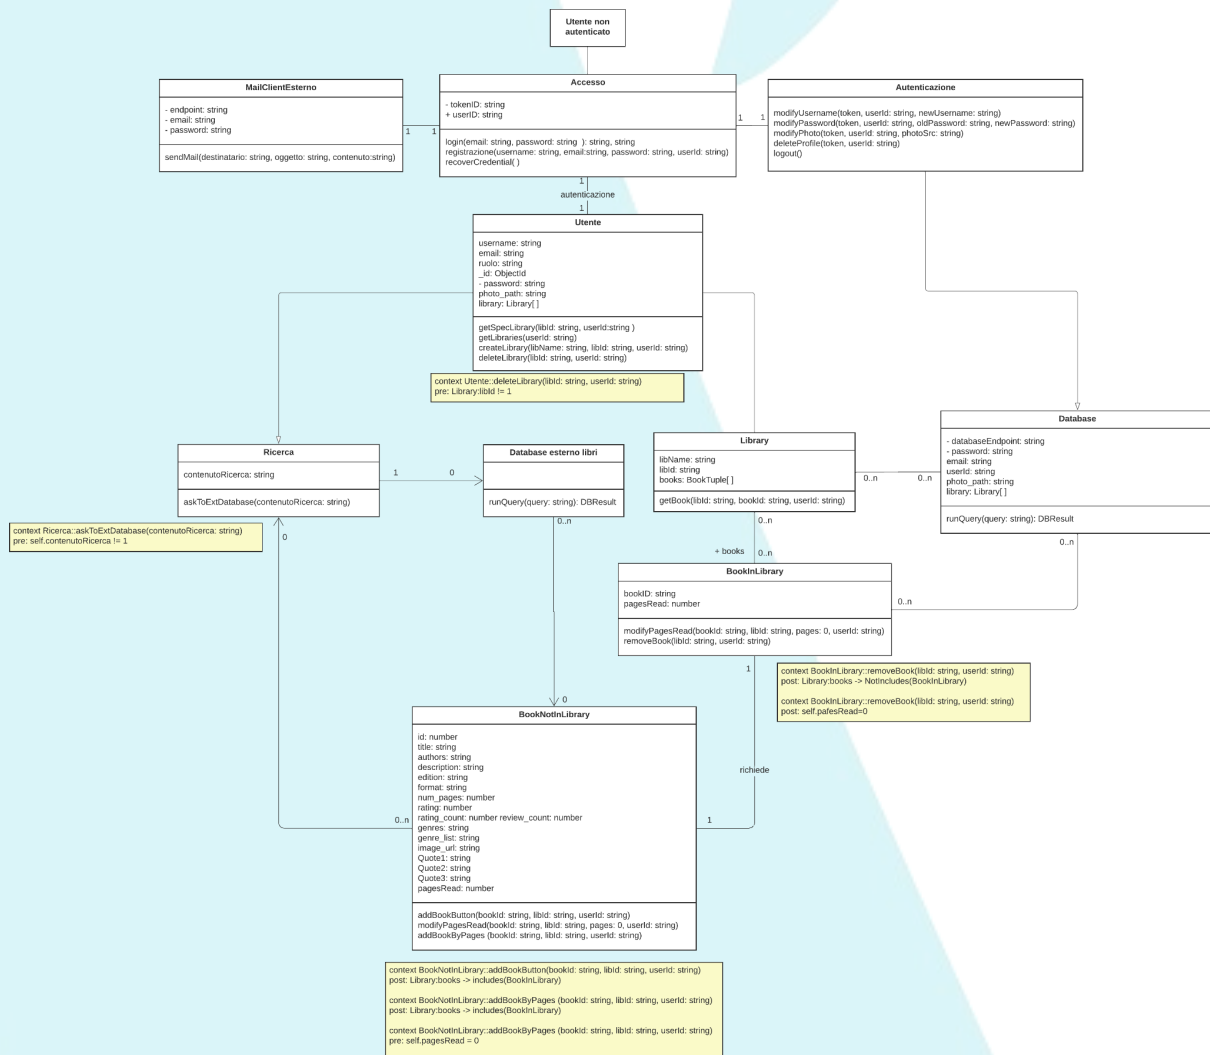 Utente non
autenticato
MailClientEsterno
- endpoint: string
- email: string
- password: string
sendMail(destinatario: string, oggetto: string, contenuto:string)
1
1
Accesso
- tokenID: string
+ userID: string
login(email: string, password: string  ): string, string
registrazione(username: string, email:string, password: string, userId: string)
recoverCredential( )
1
1
Autenticazione
modifyUsername(token, userId: string, newUsername: string)
modifyPassword(token, userId: string, oldPassword: string, newPassword: string)
modifyPhoto(token, userId: string, photoSrc: string)
deleteProfile(token, userId: string)
logout()
1
autenticazione
1
Utente
username: string
email: string
ruolo: string
_id: ObjectId
- password: string
photo_path: string
library: Library[ ]
getSpecLibrary(libId: string, userId:string )
getLibraries(userId: string)
createLibrary(libName: string, libId: string, userId: string)
deleteLibrary(libId: string, userId: string)
context Utente::deleteLibrary(libId: string, userId: string)
pre: Library:libId != 1
Ricerca
contenutoRicerca: string
askToExtDatabase(contenutoRicerca: string)
1
0
Database esterno libri
runQuery(query: string): DBResult
Library
libName: string
libId: string
books: BookTuple[ ]
getBook(libId: string, bookId: string, userId: string)
0..n
0..n
Database
- databaseEndpoint: string
- password: string
email: string
userId: string
photo_path: string
library: Library[ ]
runQuery(query: string): DBResult
context Ricerca::askToExtDatabase(contenutoRicerca: string)
pre: self.contenutoRicerca != 1
0
0..n
0..n
0..n
+ books
0..n
BookInLibrary
bookID: string
pagesRead: number
modifyPagesRead(bookId: string, libId: string, pages: 0, userId: string)
removeBook(libId: string, userId: string)
0..n
1
context BookInLibrary::removeBook(libId: string, userId: string)
post: Library:books -> NotIncludes(BookInLibrary)
context BookInLibrary::removeBook(libId: string, userId: string)
post: self.pafesRead=0
0
BookNotInLibrary
id: number
title: string
authors: string
description: string
edition: string
format: string
num_pages: number
rating: number
rating_count: number review_count: number
genres: string
genre_list: string
image_url: string
Quote1: string
Quote2: string
Quote3: string
pagesRead: number
addBookButton(bookId: string, libId: string, userId: string)
modifyPagesRead(bookId: string, libId: string, pages: 0, userId: string)
addBookByPages (bookId: string, libId: string, userId: string)
richiede
0..n
1
context BookNotInLibrary::addBookButton(bookId: string, libId: string, userId: string)
post: Library:books -> includes(BookInLibrary)
context BookNotInLibrary::addBookByPages (bookId: string, libId: string, userId: string)
post: Library:books -> includes(BookInLibrary)
context BookNotInLibrary::addBookByPages (bookId: string, libId: string, userId: string)
pre: self.pagesRead = 0